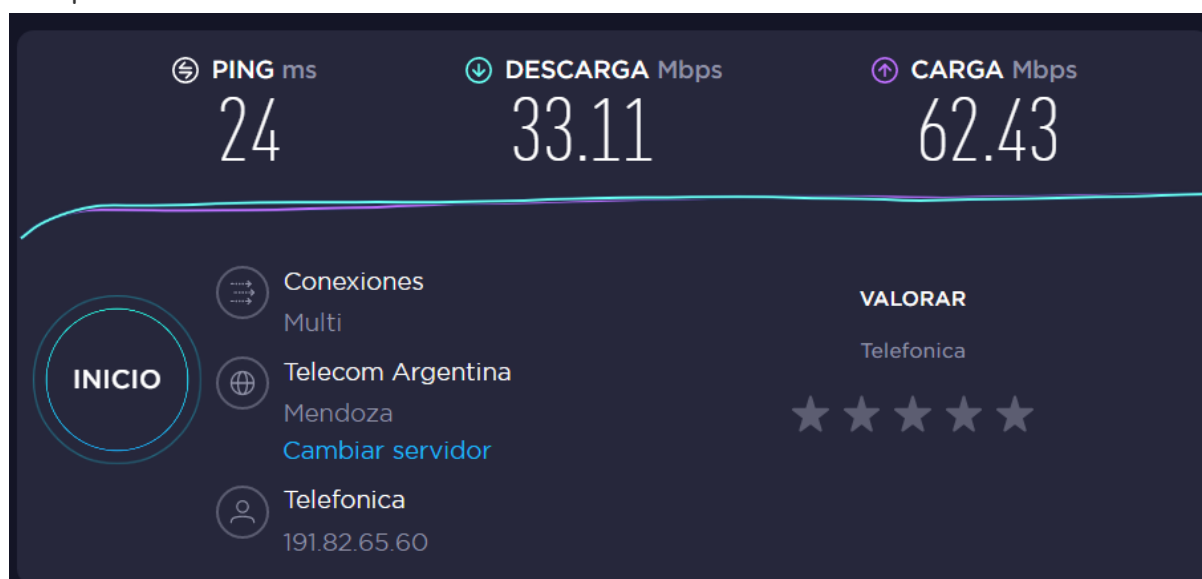 PING ms
24
DESCARGA Mbps
33.11
CARGA Mbps
62.43
INICIO
Conexiones
Multi
Telecom Argentina
Mendoza
Cambiar servidor
Telefonica
191.82.65.60
VALORAR
Telefonica